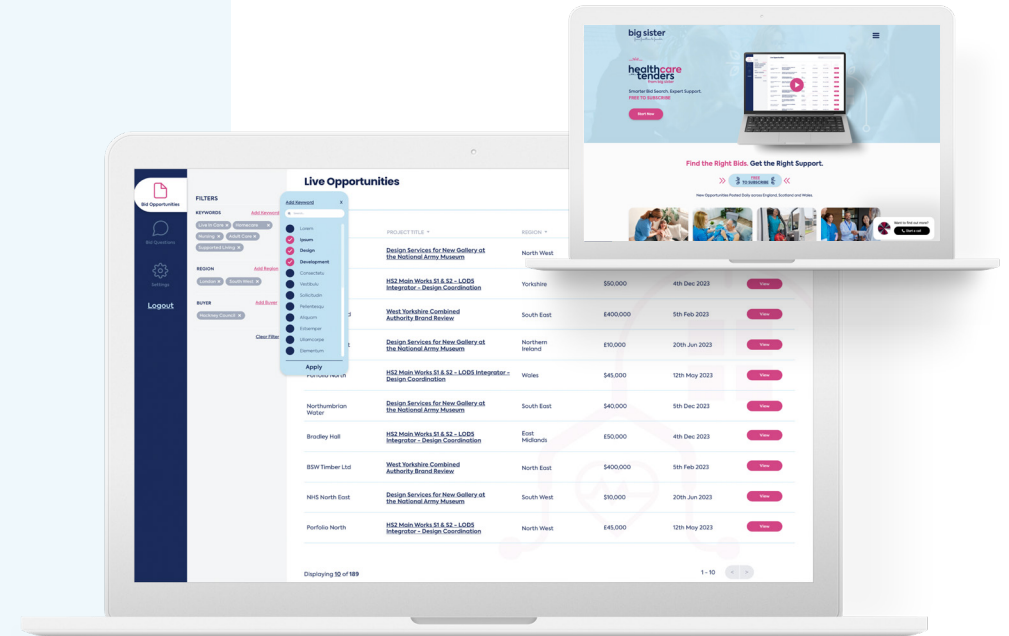 big sister
healthcare
tenders
from big sister
Smarter Bid Search. Expert Support.
FREE TO SUBSCRIBE
Start Now
Find the Right Bids. Get the Right Support.
FREE
TO SUBSCRIBE
New Opportunities Posted Daily across England, Scotland and Wales.
Want to find out more?
Start a call
Bid Opportunities
Bid Questions
Settings
Logout
FILTERS
KEYWORDS
Add Keyword
Live In Care x
Homecare x
Nursing x
Adult Care x
Supported Living x
REGION
Add Region
London x
South West x
BUYER
Add Buyer
Hackney Council x
Clear Filter
Live Opportunities
Add Keyword x
Search
Lorem
Ipsum
Design
Development
Consectetu
Vestibulu
Sollicitudin
Pellentesqu
Aliquam
Estsemper
Ullamcorpe
Elementum
Apply
PROJECT TITLE
REGION
Design Services for New Gallery at
the National Army Museum
North West
HS2 Main Works S1 & S2 - LOD5
Integrator - Design Coordination
Yorkshire
$50,000
4th Dec 2023
View
West Yorkshire Combined
Authority Brand Review
South East
£400,000
5th Feb 2023
View
Design Services for New Gallery at
the National Army Museum
Northern
Ireland
£10,000
20th Jun 2023
View
Porfolio North
HS2 Main Works S1 & S2 - LOD5 Integrator -
Design Coordination
Wales
$45,000
12th May 2023
View
Northumbrian
Water
Design Services for New Gallery at
the National Army Museum
South East
$40,000
5th Dec 2023
View
Bradley Hall
HS2 Main Works S1 & S2 - LOD5
Integrator - Design Coordination
East
Midlands
£50,000
4th Dec 2023
View
BSW Timber Ltd
West Yorkshire Combined
Authority Brand Review
North East
$400,000
5th Feb 2023
View
NHS North East
Design Services for New Gallery at
the National Army Museum
South West
$10,000
20th Jun 2023
View
Porfolio North
HS2 Main Works S1 & S2 - LOD5
Integrator - Design Coordination
North West
£45,000
12th May 2023
View
Displaying 10 of 189
1 - 10